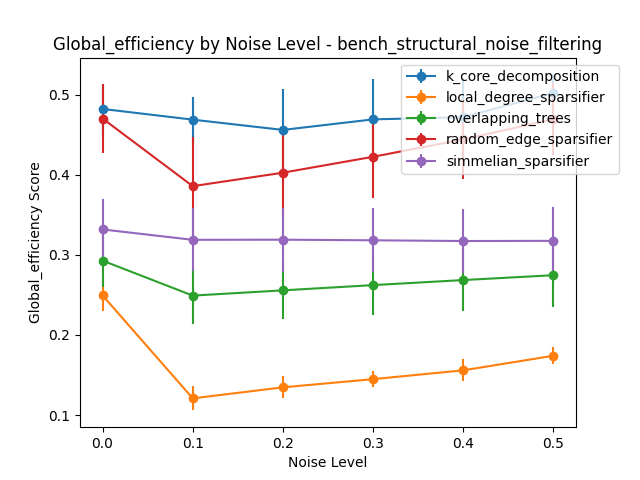 Global_efficiency by Noise Level - bench_structural_noise_filtering
k_core_decomposition
local_degree_sparsifier
overlapping_trees
random_edge_sparsifier
simmelian_sparsifier
Global_efficiency Score
0.5
0.4
0.3
0.2
0.1
0.0 0.1 0.2 0.3 0.4 0.5
Noise Level